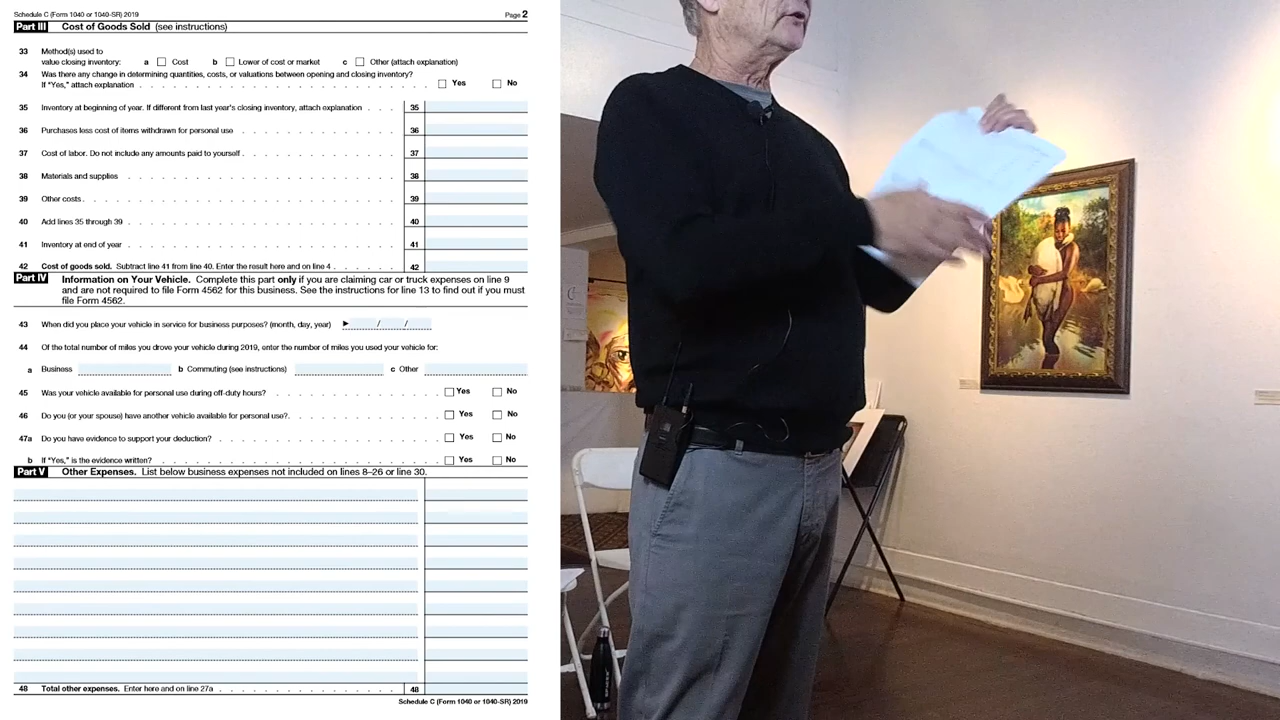 Schedule C (Form 1040 or 1040-SR) 2019 Page 2
Part III Cost of Goods Sold (see instructions)
33 Method(s) used to
value closing inventory: a Cost b Lower of cost or market c Other (attach explanation)
34 Was there any change in determining quantities, costs, or valuations between opening and closing inventory?
If "Yes," attach explanation . . . . . . . . . . . . . . . . . . . . . . . . . Yes No
35 Inventory at beginning of year. If different from last year's closing inventory, attach explanation . . . 35
36 Purchases less cost of items withdrawn for personal use . . . . . . . . . . . . . 36
37 Cost of labor. Do not include any amounts paid to yourself . . . . . . . . . . . . . 37
38 Materials and supplies . . . . . . . . . . . . . . . . . . . . . . 38
39 Other costs . . . . . . . . . . . . . . . . . . . . . . . . . 39
40 Add lines 35 through 39 . . . . . . . . . . . . . . . . . . . . . . 40
41 Inventory at end of year . . . . . . . . . . . . . . . . . . . . . . 41
42 Cost of goods sold. Subtract line 41 from line 40. Enter the result here and on line 4 . . . . . 42
Part IV Information on Your Vehicle. Complete this part only if you are claiming car or truck expenses on line 9
and are not required to file Form 4562 for this business. See the instructions for line 13 to find out if you must
file Form 4562.
43 When did you place your vehicle in service for business purposes? (month, day, year) ▶ / /
44 Of the total number of miles you drove your vehicle during 2019, enter the number of miles you used your vehicle for:
a Business b Commuting (see instructions) c Other
45 Was your vehicle available for personal use during off-duty hours? . . . . . . . . . . . . Yes No
46 Do you (or your spouse) have another vehicle available for personal use?. . . . . . . . . . . Yes No
47a Do you have evidence to support your deduction? . . . . . . . . . . . . . . . . Yes No
b If "Yes," is the evidence written? . . . . . . . . . . . . . . . . . . . . . Yes No
Part V Other Expenses. List below business expenses not included on lines 8–26 or line 30.
48 Total other expenses. Enter here and on line 27a . . . . . . . . . . . . . . . 48
Schedule C (Form 1040 or 1040-SR) 2019